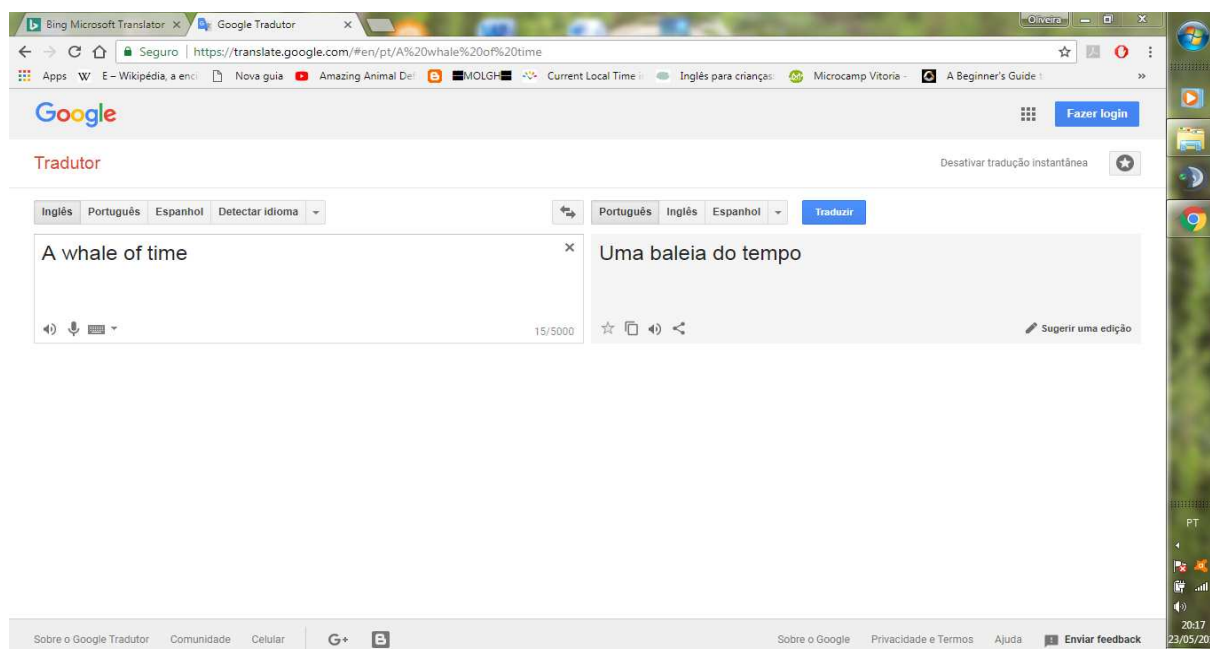 Bing Microsoft Translator Google Tradutor Oliveira
Seguro https://translate.google.com/#en/pt/A%20whale%20of%20time
Apps E – Wikipédia, a enci Nova guia Amazing Animal De MOLGH Current Local Time i Inglês para crianças: Microcamp Vitoria - A Beginner's Guide t
Google Fazer login
Tradutor Desativar tradução instantânea
Inglês Português Espanhol Detectar idioma Português Inglês Espanhol Traduzir
A whale of time Uma baleia do tempo
15/5000 Sugerir uma edição
PT
Sobre o Google Tradutor Comunidade Celular G+ Sobre o Google Privacidade e Termos Ajuda Enviar feedback
20:17
23/05/20